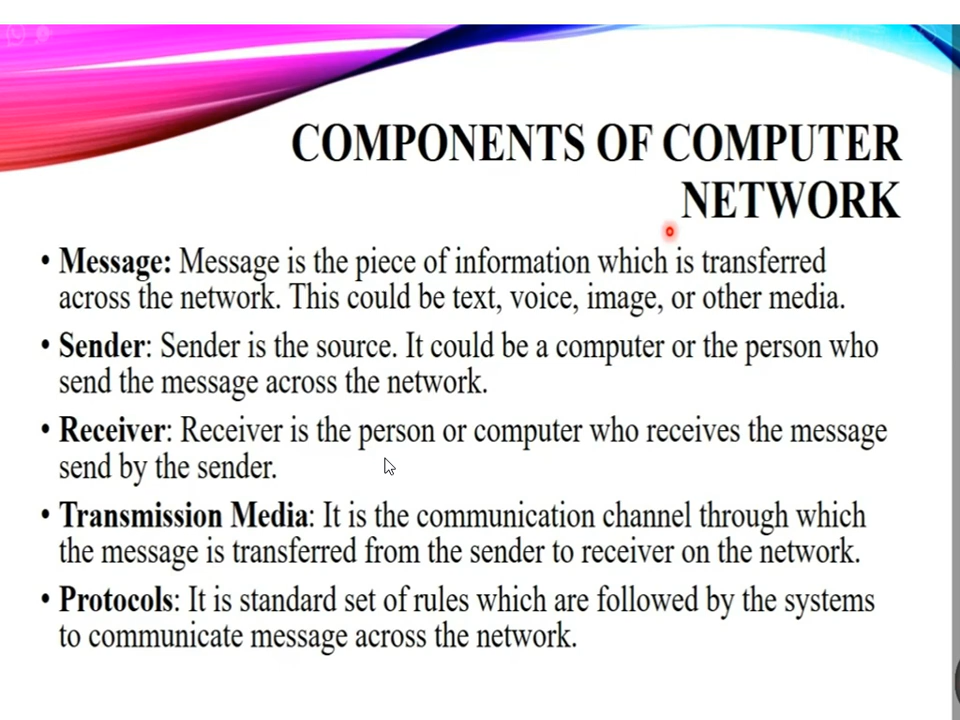 COMPONENTS OF COMPUTER
NETWORK
• Message: Message is the piece of information which is transferred
across the network. This could be text, voice, image, or other media.
• Sender: Sender is the source. It could be a computer or the person who
send the message across the network.
• Receiver: Receiver is the person or computer who receives the message
send by the sender.
• Transmission Media: It is the communication channel through which
the message is transferred from the sender to receiver on the network.
• Protocols: It is standard set of rules which are followed by the systems
to communicate message across the network.